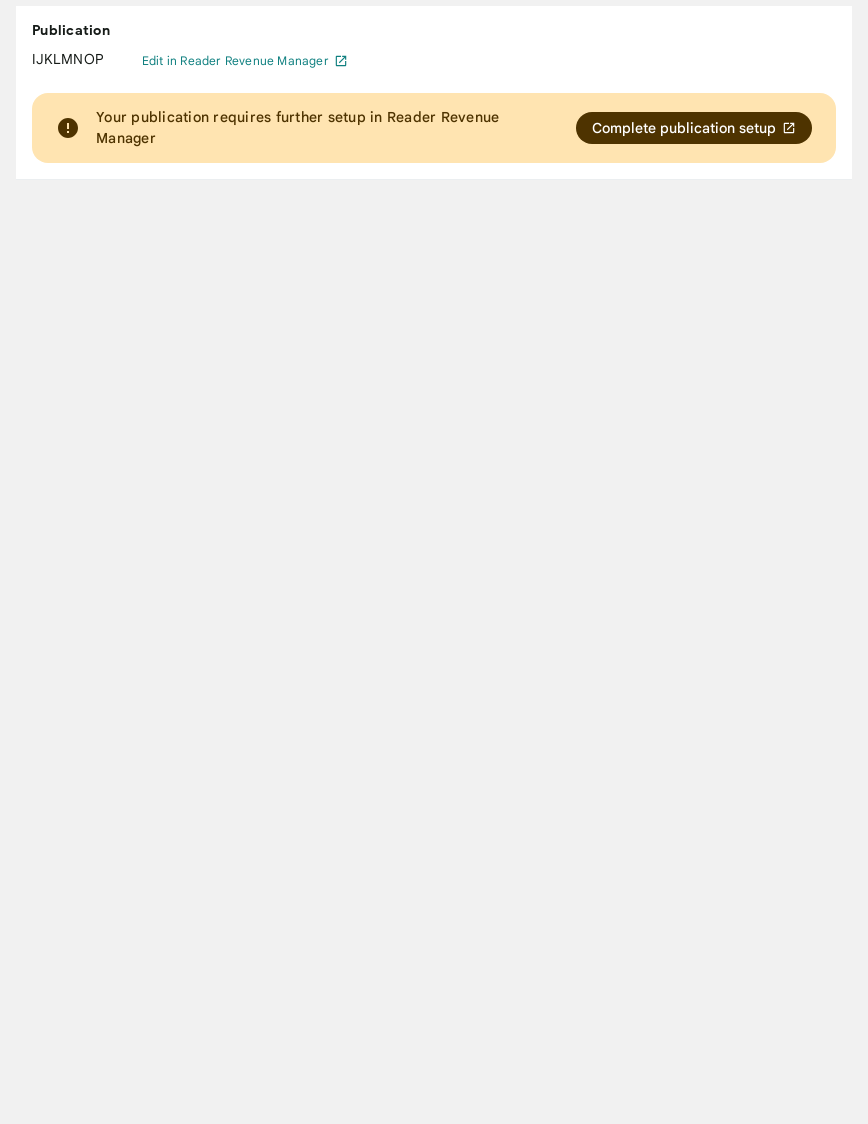 Publication
IJKLMNOP
Edit in Reader Revenue Manager
Your publication requires further setup in Reader Revenue
Manager
Complete publication setup